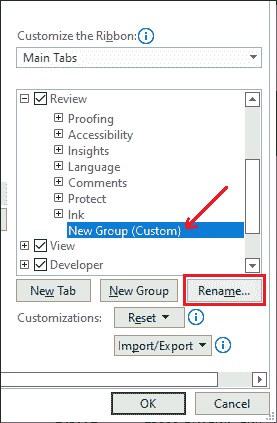 Customize the Ribbon:
Main Tabs
Review
Proofing
Accessibility
Insights
Language
Comments
Protect
Ink
New Group (Custom)
View
Developer
New Tab New Group Rename...
Customizations: Reset
Import/Export
OK Cancel